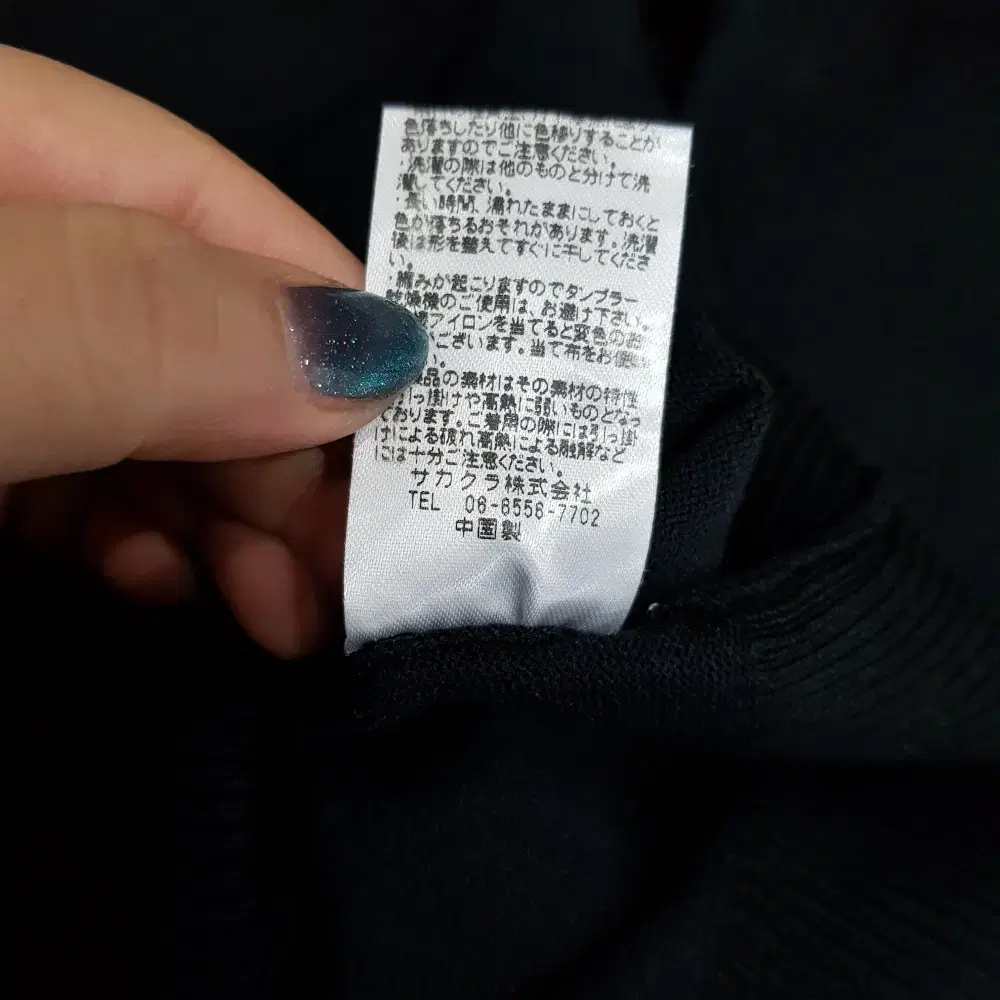 色落ちしたり他に色移りすることが
ありますのでご注意ください。
・洗濯の際は他のものと分けて洗
濯してください。
・長い時間、濡れたままにしておくと
色が落ちるおそれがあります。洗濯
後は形を整えてすぐに干してくださ
い。
縮みが起こりますのでタンブラー
乾燥機のご使用は、お避け下さい。
アイロンを当てると変色のお
ございます。当て布をお使
い。
品の素材はその素材の特性
引っ掛けや高熱に弱いものとなっ
ております。ご着用の際には引っ掛
けによる破れ高熱による融解など
には十分ご注意ください。
サカクラ株式会社
TEL 06-6556-7702
中国製